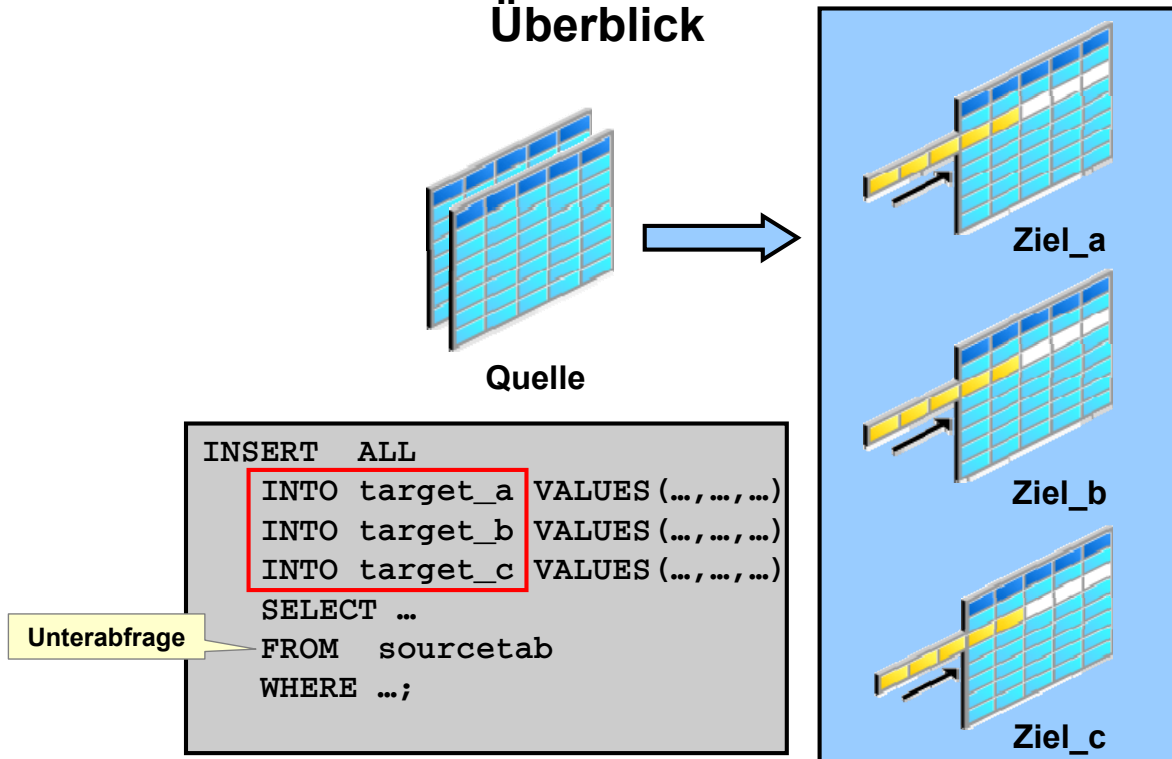 Überblick
Ziel_a
Quelle
Ziel_b
INSERT ALL
INTO target_a VALUES(…,…,…)
INTO target_b VALUES(…,…,…)
INTO target_c VALUES(…,…,…)
SELECT …
Unterabfrage
FROM sourcetab
WHERE …;
Ziel_c